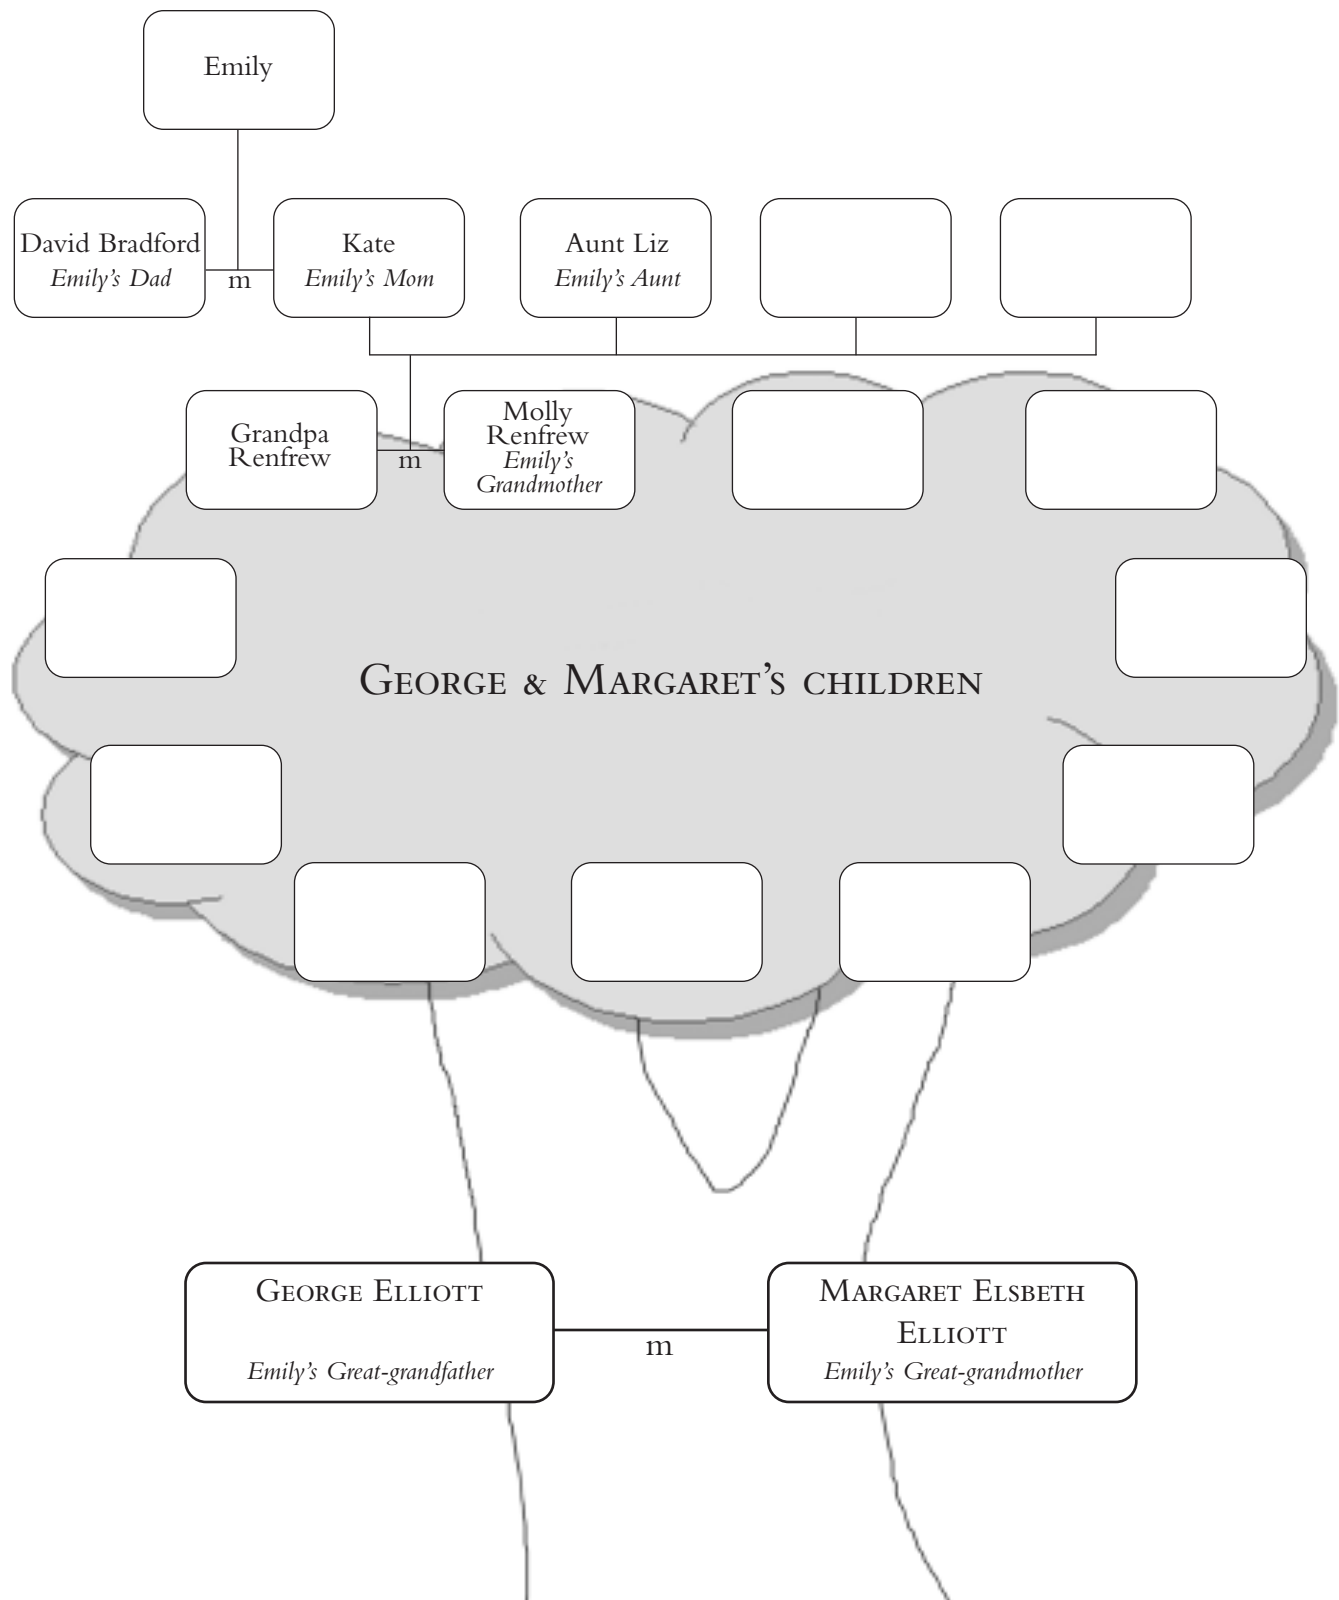 Emily
David Bradford
Emily's Dad
m
Kate
Emily's Mom
Aunt Liz
Emily's Aunt
Grandpa
Renfrew
m
Molly
Renfrew
Emily's
Grandmother
George & Margaret's children
George Elliott
Emily's Great-grandfather
m
Margaret Elsbeth
Elliott
Emily's Great-grandmother